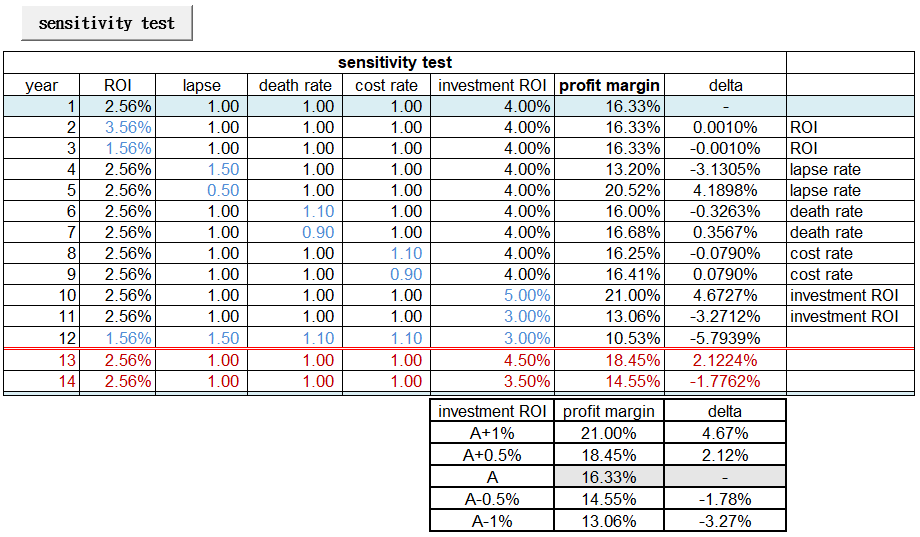 sensitivity test
sensitivity test
year ROI lapse death rate cost rate investment ROI profit margin delta
1 2.56% 1.00 1.00 1.00 4.00% 16.33% -
2 3.56% 1.00 1.00 1.00 4.00% 16.33% 0.0010% ROI
3 1.56% 1.00 1.00 1.00 4.00% 16.33% -0.0010% ROI
4 2.56% 1.50 1.00 1.00 4.00% 13.20% -3.1305% lapse rate
5 2.56% 0.50 1.00 1.00 4.00% 20.52% 4.1898% lapse rate
6 2.56% 1.00 1.10 1.00 4.00% 16.00% -0.3263% death rate
7 2.56% 1.00 0.90 1.00 4.00% 16.68% 0.3567% death rate
8 2.56% 1.00 1.00 1.10 4.00% 16.25% -0.0790% cost rate
9 2.56% 1.00 1.00 0.90 4.00% 16.41% 0.0790% cost rate
10 2.56% 1.00 1.00 1.00 5.00% 21.00% 4.6727% investment ROI
11 2.56% 1.00 1.00 1.00 3.00% 13.06% -3.2712% investment ROI
12 1.56% 1.50 1.10 1.10 3.00% 10.53% -5.7939%
13 2.56% 1.00 1.00 1.00 4.50% 18.45% 2.1224%
14 2.56% 1.00 1.00 1.00 3.50% 14.55% -1.7762%
investment ROI profit margin delta
A+1% 21.00% 4.67%
A+0.5% 18.45% 2.12%
A 16.33% -
A-0.5% 14.55% -1.78%
A-1% 13.06% -3.27%